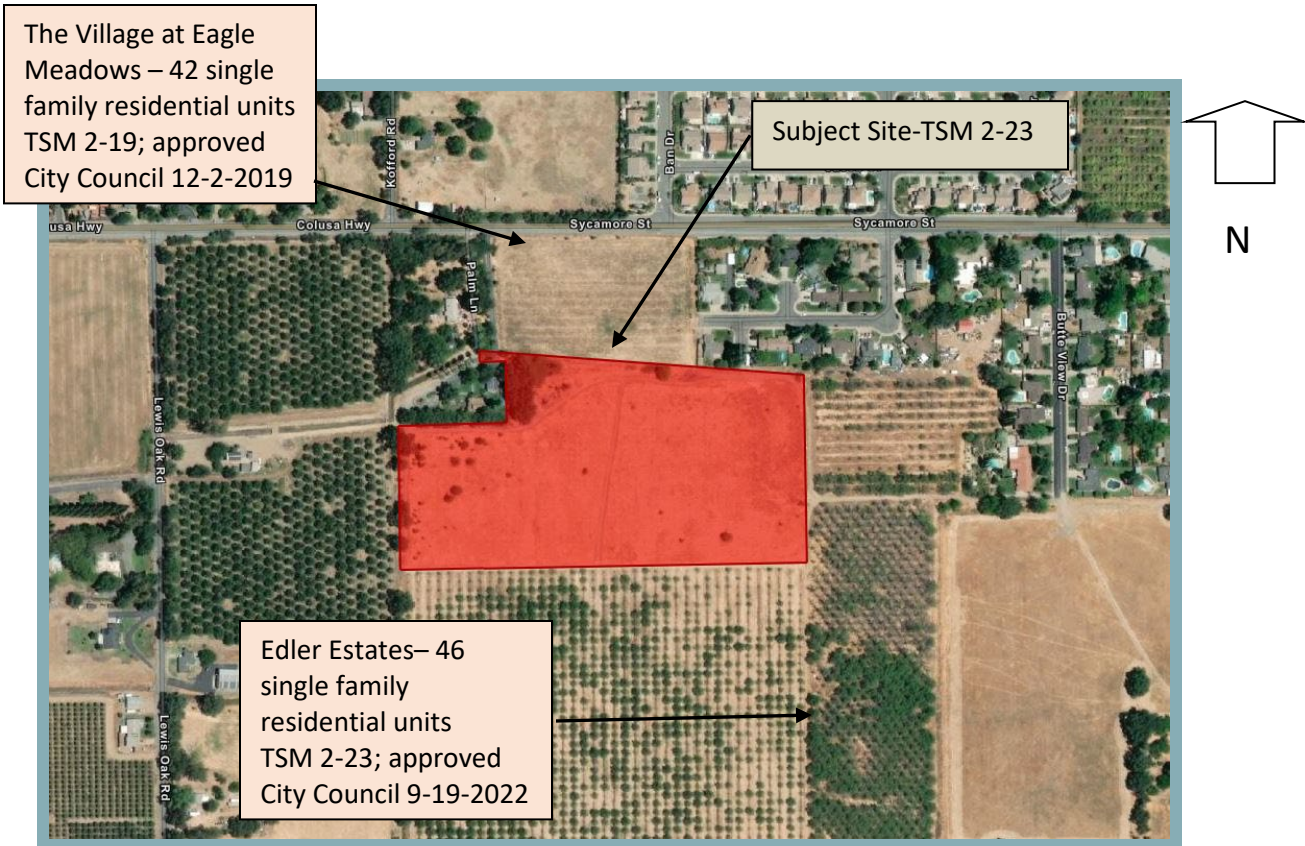 The Village at Eagle
Meadows – 42 single
family residential units
TSM 2-19; approved
City Council 12-2-2019
Subject Site-TSM 2-23
N
Kofford Rd
Ban Dr
usa Hwy
Colusa Hwy
Sycamore St
Sycamore St
Palm Ln
Butte View Dr
Lewis Oak Rd
Edler Estates– 46
single family
residential units
TSM 2-23; approved
City Council 9-19-2022
Lewis Oak Rd